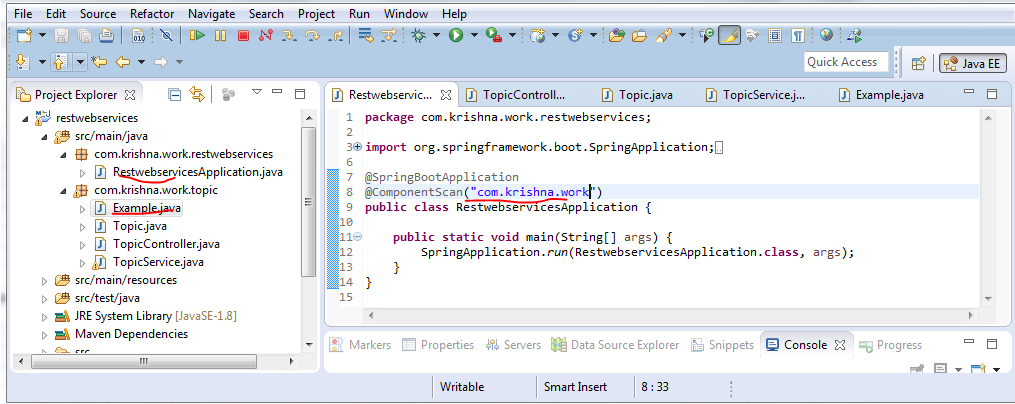 File Edit Source Refactor Navigate Search Project Run Window Help
Quick Access
Java EE
Project Explorer
restwebservices
src/main/java
com.krishna.work.restwebservices
RestwebservicesApplication.java
com.krishna.work.topic
Example.java
Topic.java
TopicController.java
TopicService.java
src/main/resources
src/test/java
JRE System Library [JavaSE-1.8]
Maven Dependencies
src
Restwebservic... TopicControll... Topic.java TopicService.j... Example.java
1 package com.krishna.work.restwebservices;
2
3 import org.springframework.boot.SpringApplication;
6
7 @SpringBootApplication
8 @ComponentScan("com.krishna.work")
9 public class RestwebservicesApplication {
10
11 public static void main(String[] args) {
12 SpringApplication.run(RestwebservicesApplication.class, args);
13 }
14 }
15
Markers Properties Servers Data Source Explorer Snippets Console Progress
Writable Smart Insert 8 : 33